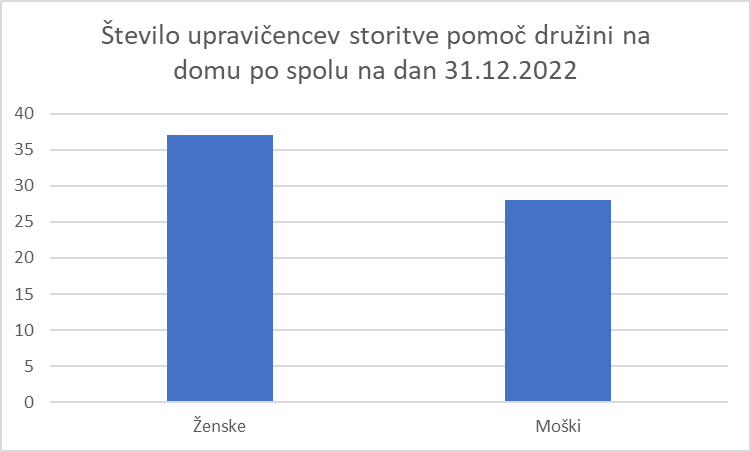 Število upravičencev storitve pomoč družini na
domu po spolu na dan 31.12.2022
40
35
30
25
20
15
10
5
0
Ženske
Moški